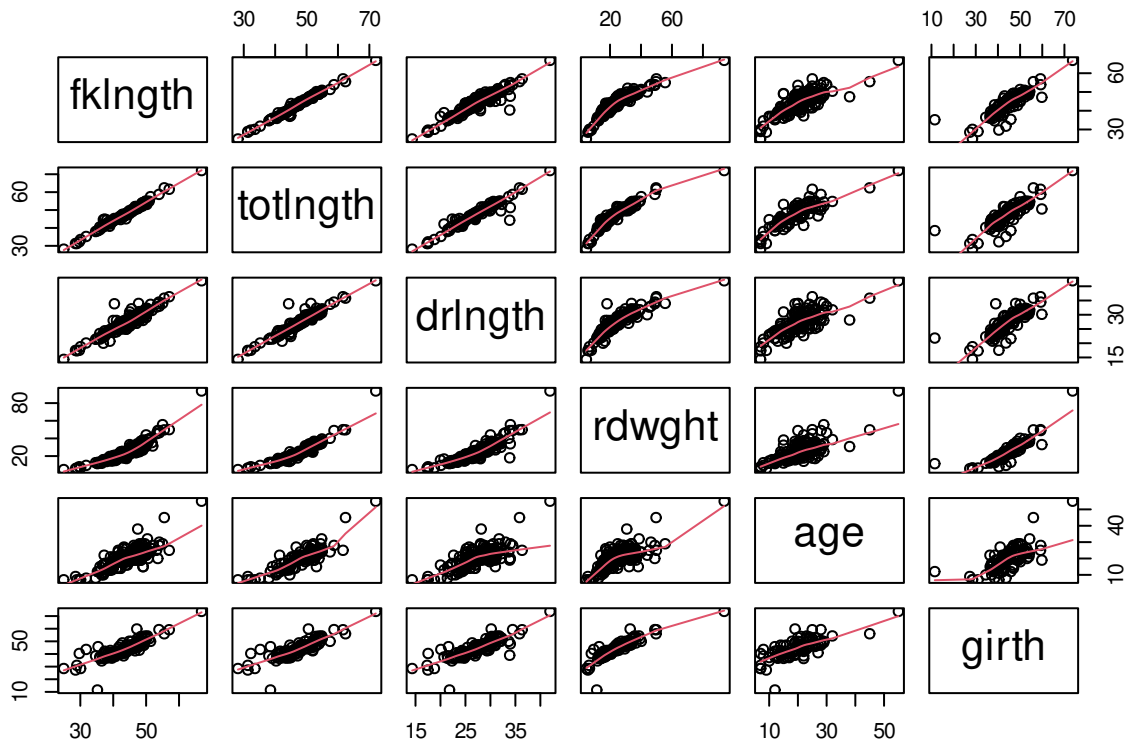 30 50 70 20 60 10 30 50 70
fklngth 30 60
30 60 totlngth
drlngth 15 30
20 80 rdwght
age 10 40
10 50 girth
30 50 15 25 35 10 30 50